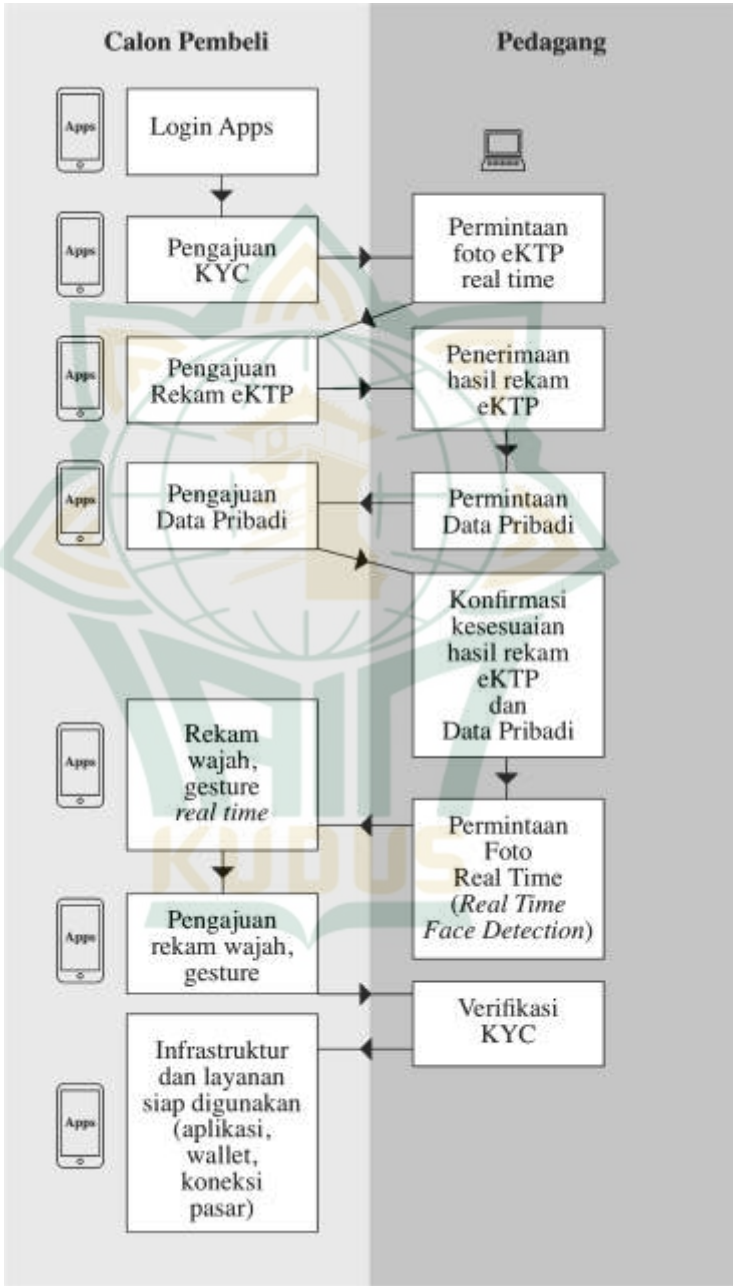 Calon Pembeli
Pedagang
Apps
Login Apps
Apps
Pengajuan
KYC
Permintaan
foto eKTP
real time
Apps
Pengajuan
Rekam eKTP
Penerimaan
hasil rekam
eKTP
Apps
Pengajuan
Data Pribadi
Permintaan
Data Pribadi
Konfirmasi
kesesuaian
hasil rekam
eKTP
dan
Data Pribadi
Apps
Rekam
wajah,
gesture
real time
Permintaan
Foto
Real Time
(Real Time
Face Detection)
Apps
Pengajuan
rekam wajah,
gesture
Verifikasi
KYC
Apps
Infrastruktur
dan layanan
siap digunakan
(aplikasi,
wallet,
koneksi
pasar)
KUDUS